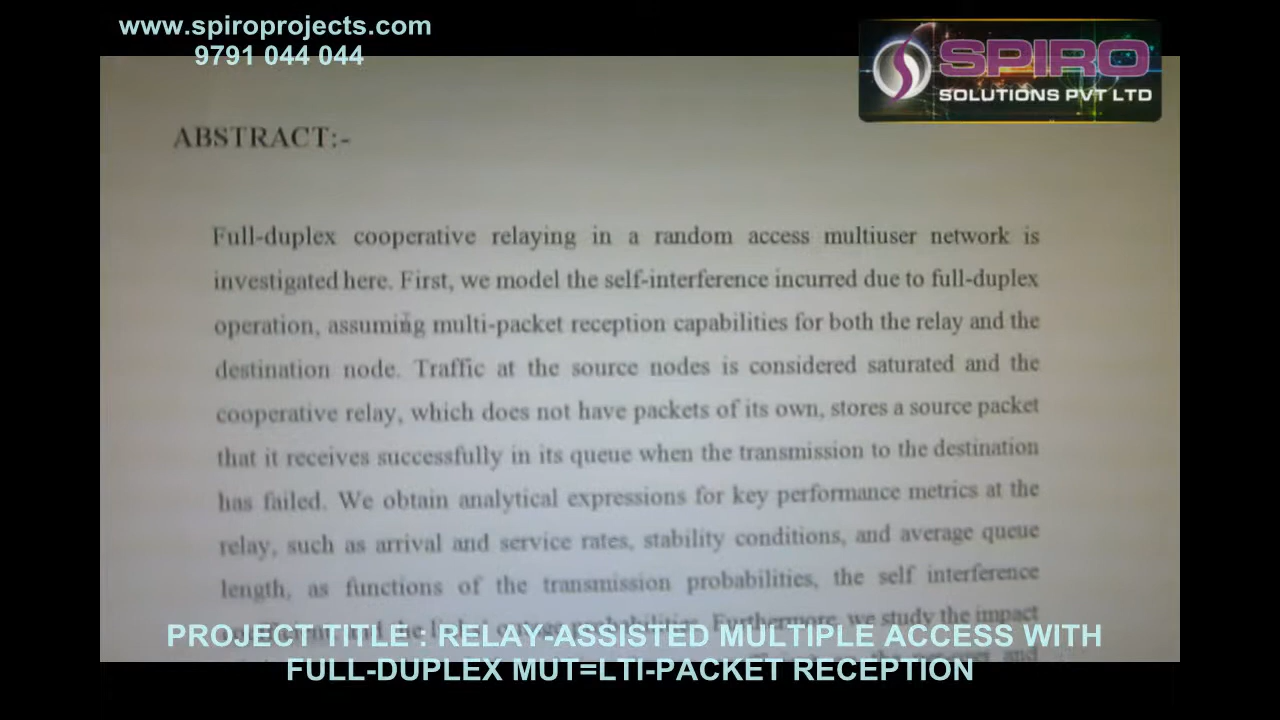 www.spiroprojects.com
9791 044 044
SPIRO
SOLUTIONS PVT LTD
ABSTRACT:-
Full-duplex cooperative relaying in a random access multiuser network is
investigated here. First, we model the self-interference incurred due to full-duplex
operation, assuming multi-packet reception capabilities for both the relay and the
destination node. Traffic at the source nodes is considered saturated and the
cooperative relay, which does not have packets of its own, stores a source packet
that it receives successfully in its queue when the transmission to the destination
has failed. We obtain analytical expressions for key performance metrics at the
relay, such as arrival and service rates, stability conditions, and average queue
length, as functions of the transmission probabilities, the self interference
Furthermore, we study the impact
PROJECT TITLE : RELAY-ASSISTED MULTIPLE ACCESS WITH
FULL-DUPLEX MUT=LTI-PACKET RECEPTION